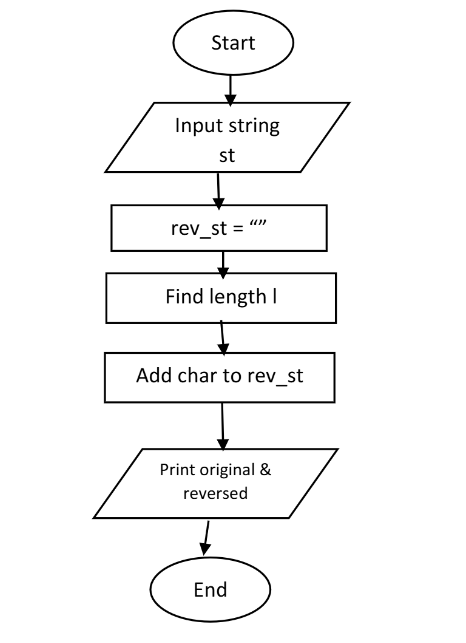 Start
Input string
st
rev_st = “”
Find length l
Add char to rev_st
Print original &
reversed
End